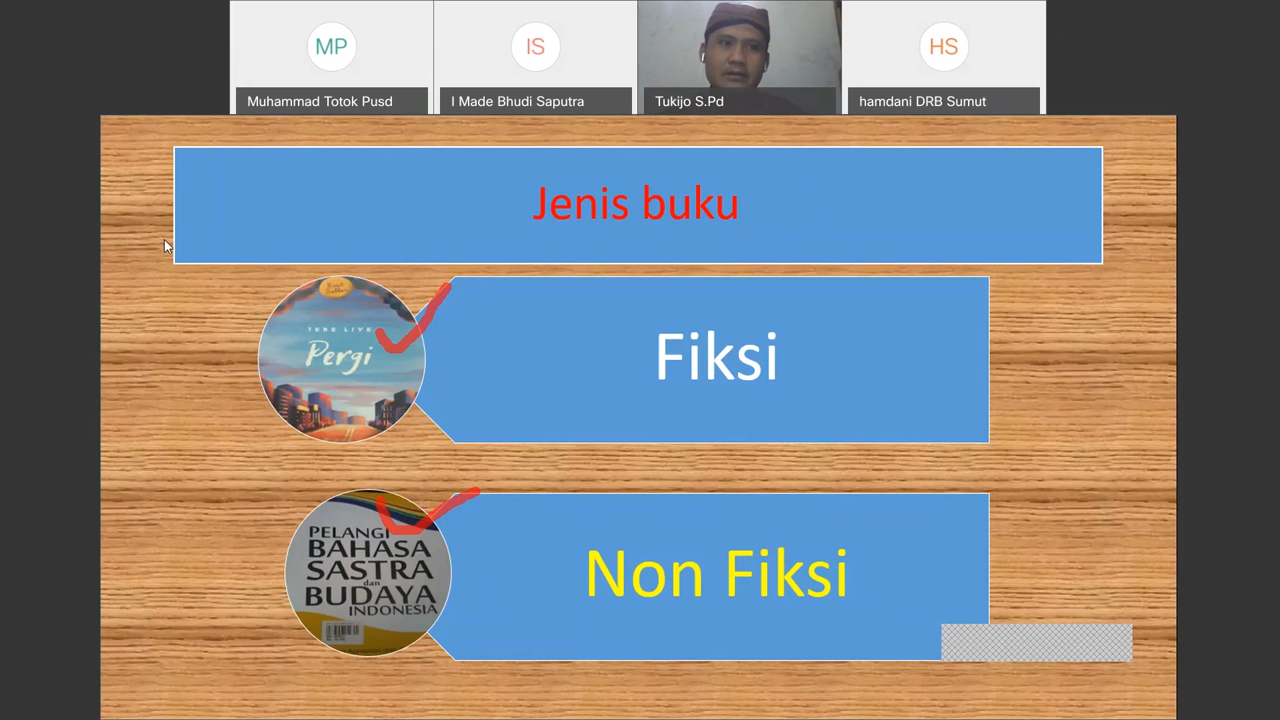 MP
IS
HS
Muhammad Totok Pusd
I Made Bhudi Saputra
Tukijo S.Pd
hamdani DRB Sumut
Jenis buku
TERE LIYE
Pergi
Fiksi
PELANGI
BAHASA
SASTRA
dan
BUDAYA
INDONESIA
Non Fiksi